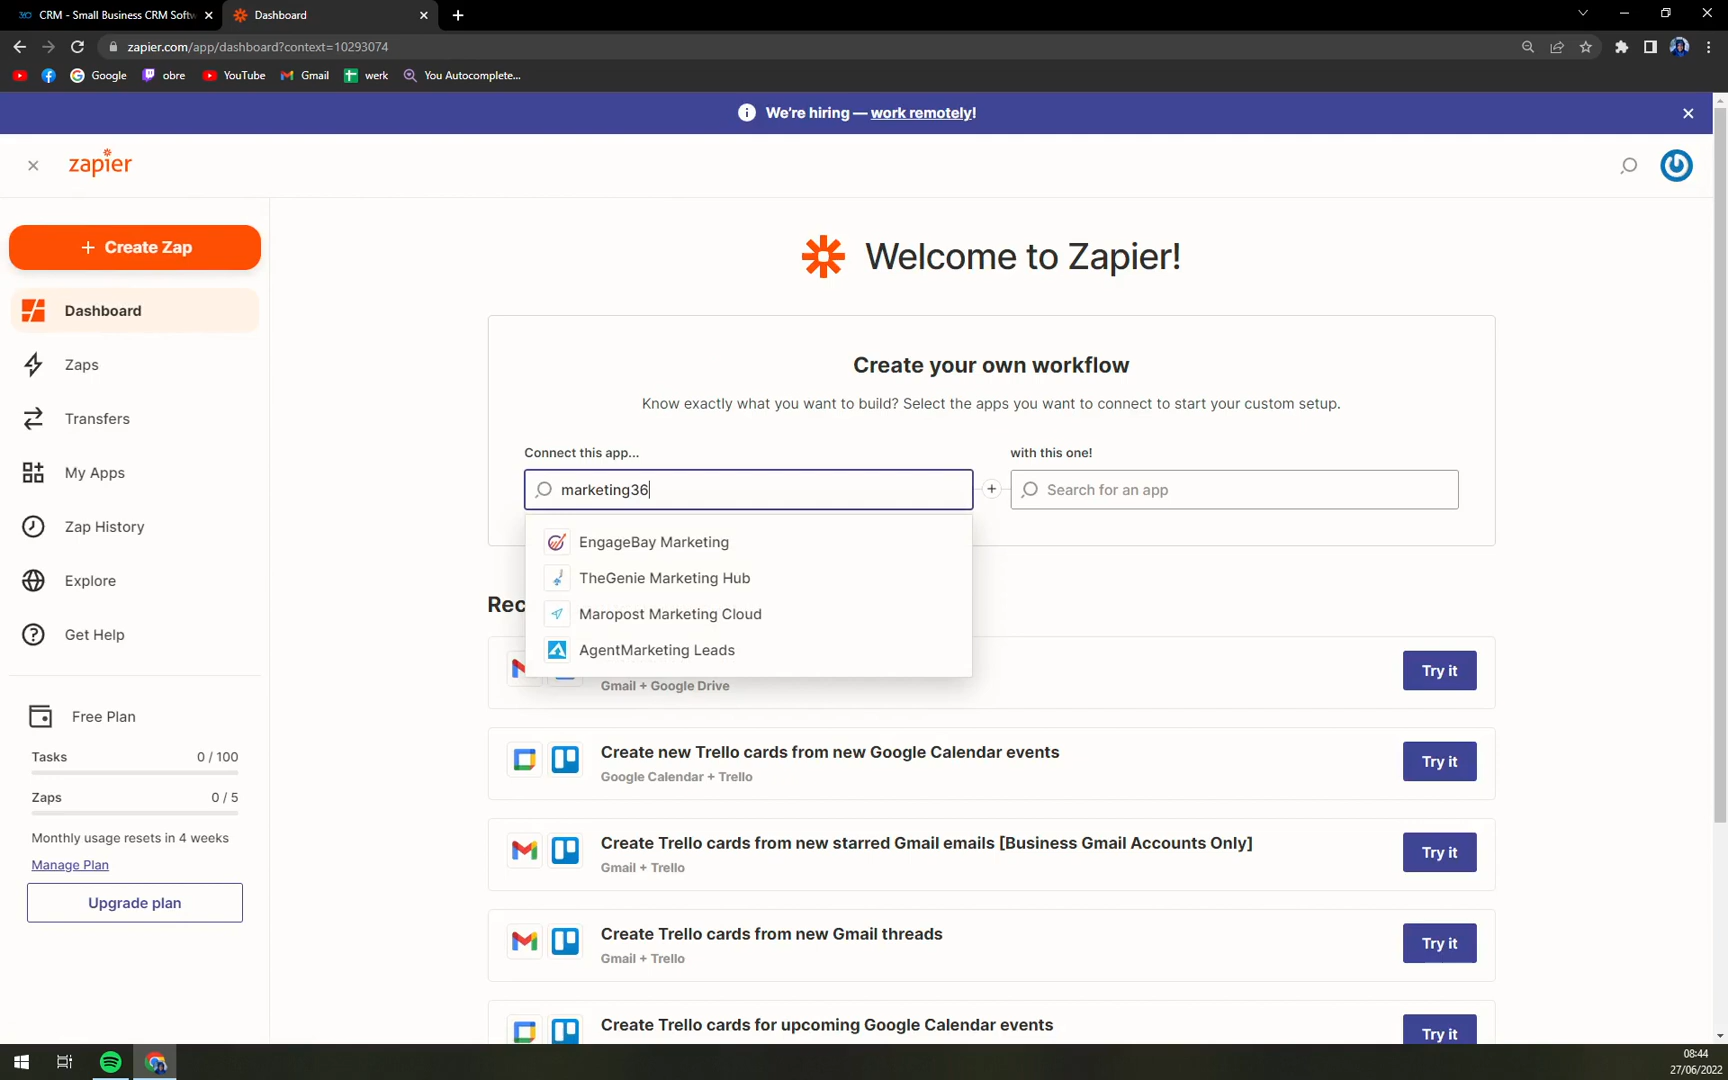 CRM - Small Business CRM Softw
Dashboard
zapier.com/app/dashboard?context=10293074
Google
obre
YouTube
Gmail
werk
You Autocomplete...
We're hiring — work remotely!
zapier
+ Create Zap
Dashboard
Zaps
Transfers
My Apps
Zap History
Explore
Get Help
Free Plan
Tasks 0 / 100
Zaps 0 / 5
Monthly usage resets in 4 weeks
Manage Plan
Upgrade plan
Welcome to Zapier!
Create your own workflow
Know exactly what you want to build? Select the apps you want to connect to start your custom setup.
Connect this app...
with this one!
marketing36
Search for an app
EngageBay Marketing
TheGenie Marketing Hub
Maropost Marketing Cloud
AgentMarketing Leads
Rec
Gmail + Google Drive
Try it
Create new Trello cards from new Google Calendar events
Google Calendar + Trello
Try it
Create Trello cards from new starred Gmail emails [Business Gmail Accounts Only]
Gmail + Trello
Try it
Create Trello cards from new Gmail threads
Gmail + Trello
Try it
Create Trello cards for upcoming Google Calendar events
Try it
08:44
27/06/2022